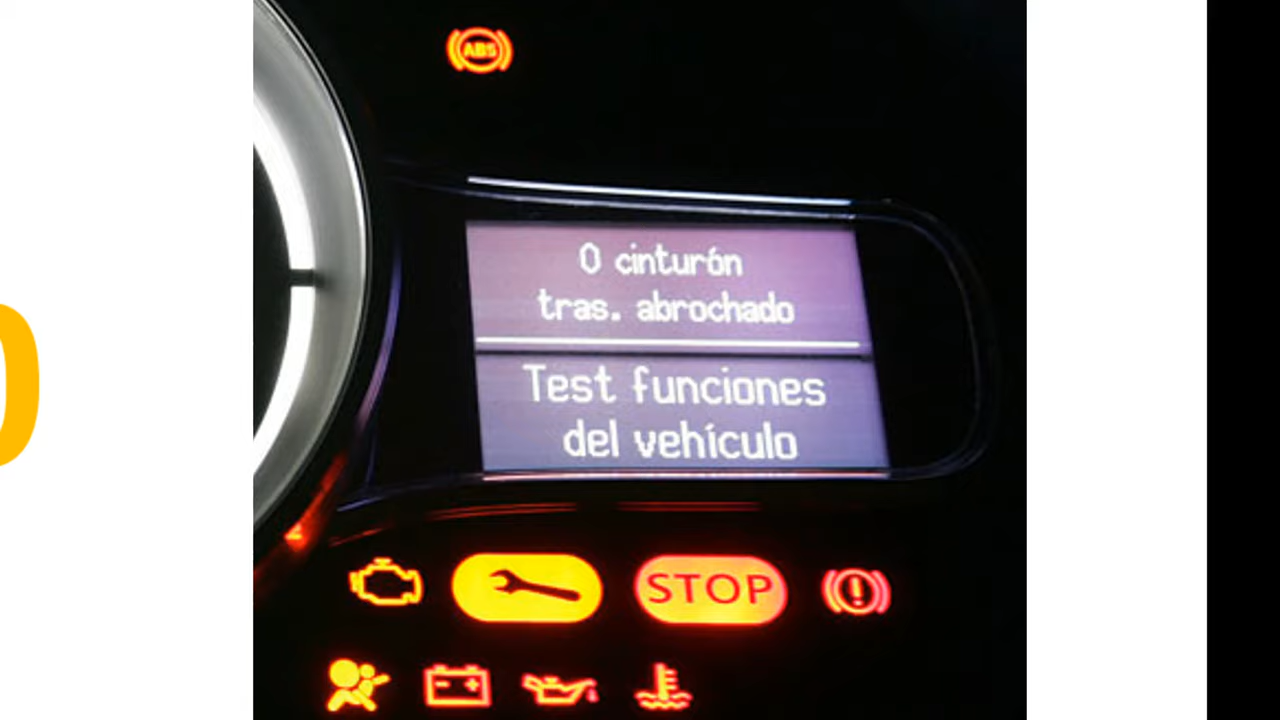 ABS
0 cinturón
tras. abrochado
Test funciones
del vehículo
STOP